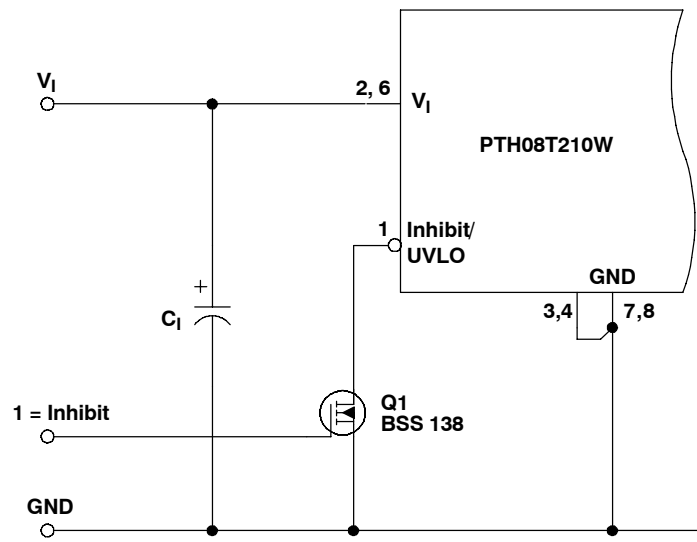 V_I
2, 6
V_I
PTH08T210W
1
Inhibit/
UVLO
GND
3,4
7,8
+
C_I
Q1
BSS 138
1 = Inhibit
GND